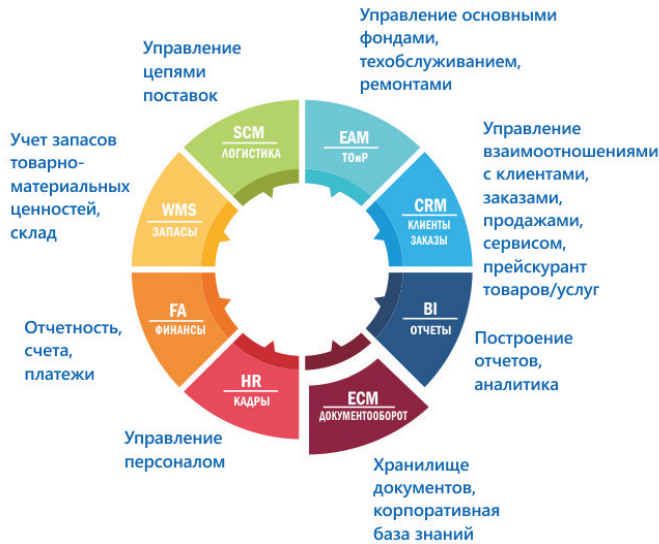 Управление основными
фондами,
техобслуживанием,
ремонтами
Управление
цепями
поставок
SCM
ЛОГИСТИКА
EAM
ТОиР
Учет запасов
товарно-
материальных
ценностей,
склад
WMS
ЗАПАСЫ
CRM
КЛИЕНТЫ
ЗАКАЗЫ
Управление
взаимоотношениями
с клиентами,
заказами,
продажами,
сервисом,
прейскурант
товаров/услуг
FA
ФИНАНСЫ
BI
ОТЧЕТЫ
Отчетность,
счета,
платежи
Построение
отчетов,
аналитика
HR
КАДРЫ
ECM
ДОКУМЕНТООБОРОТ
Управление
персоналом
Хранилище
документов,
корпоративная
база знаний